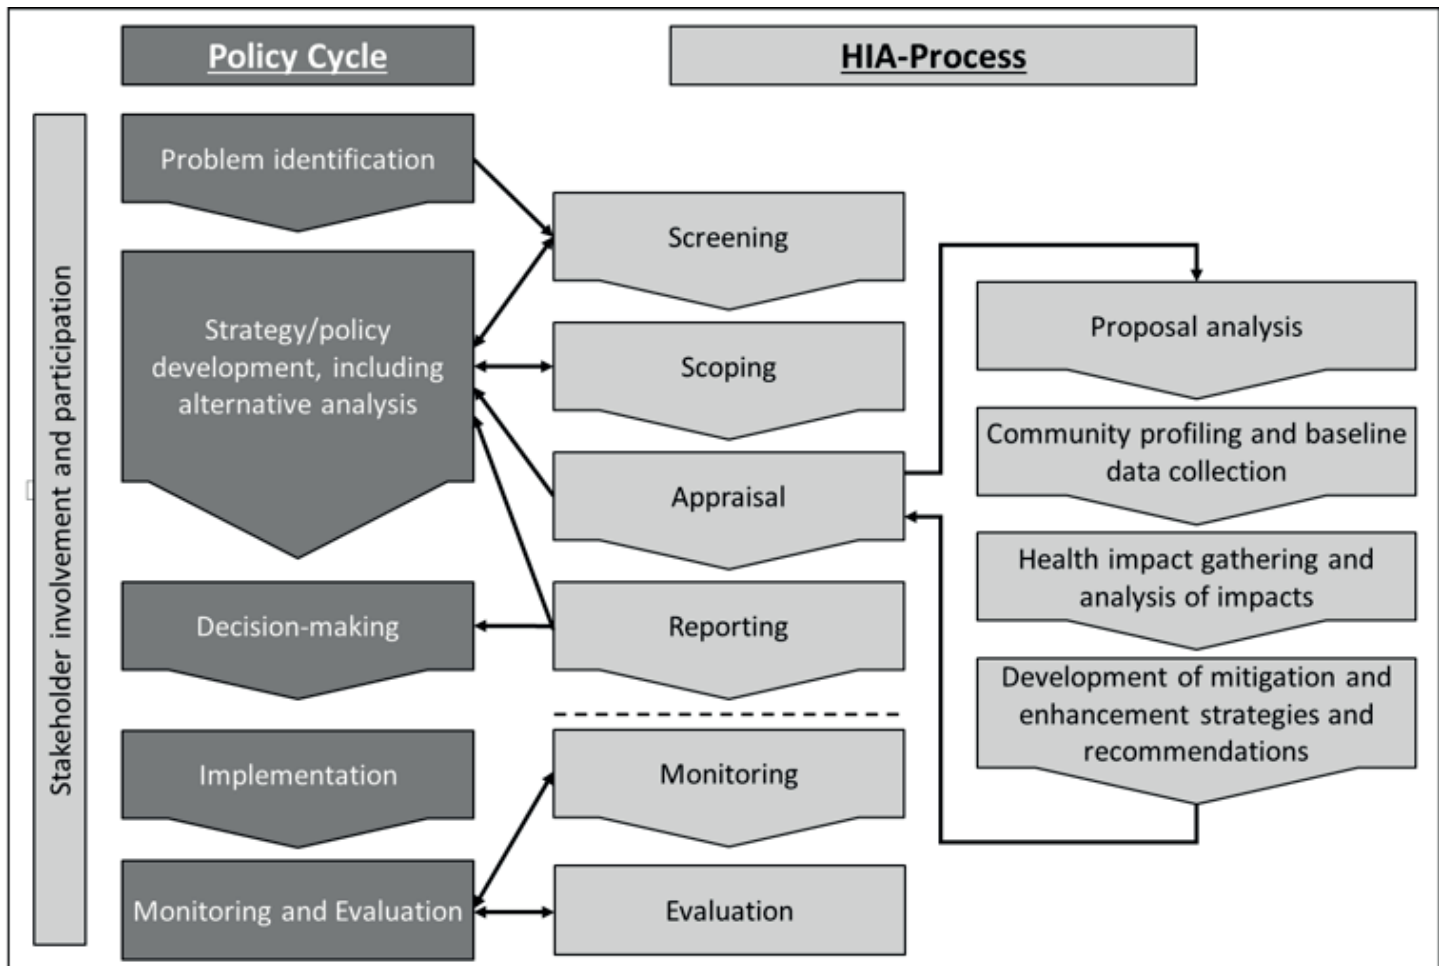 Policy Cycle
HIA-Process
Stakeholder involvement and participation
Problem identification
Strategy/policy
development, including
alternative analysis
Decision-making
Implementation
Monitoring and Evaluation
Screening
Scoping
Appraisal
Reporting
Monitoring
Evaluation
Proposal analysis
Community profiling and baseline
data collection
Health impact gathering and
analysis of impacts
Development of mitigation and
enhancement strategies and
recommendations